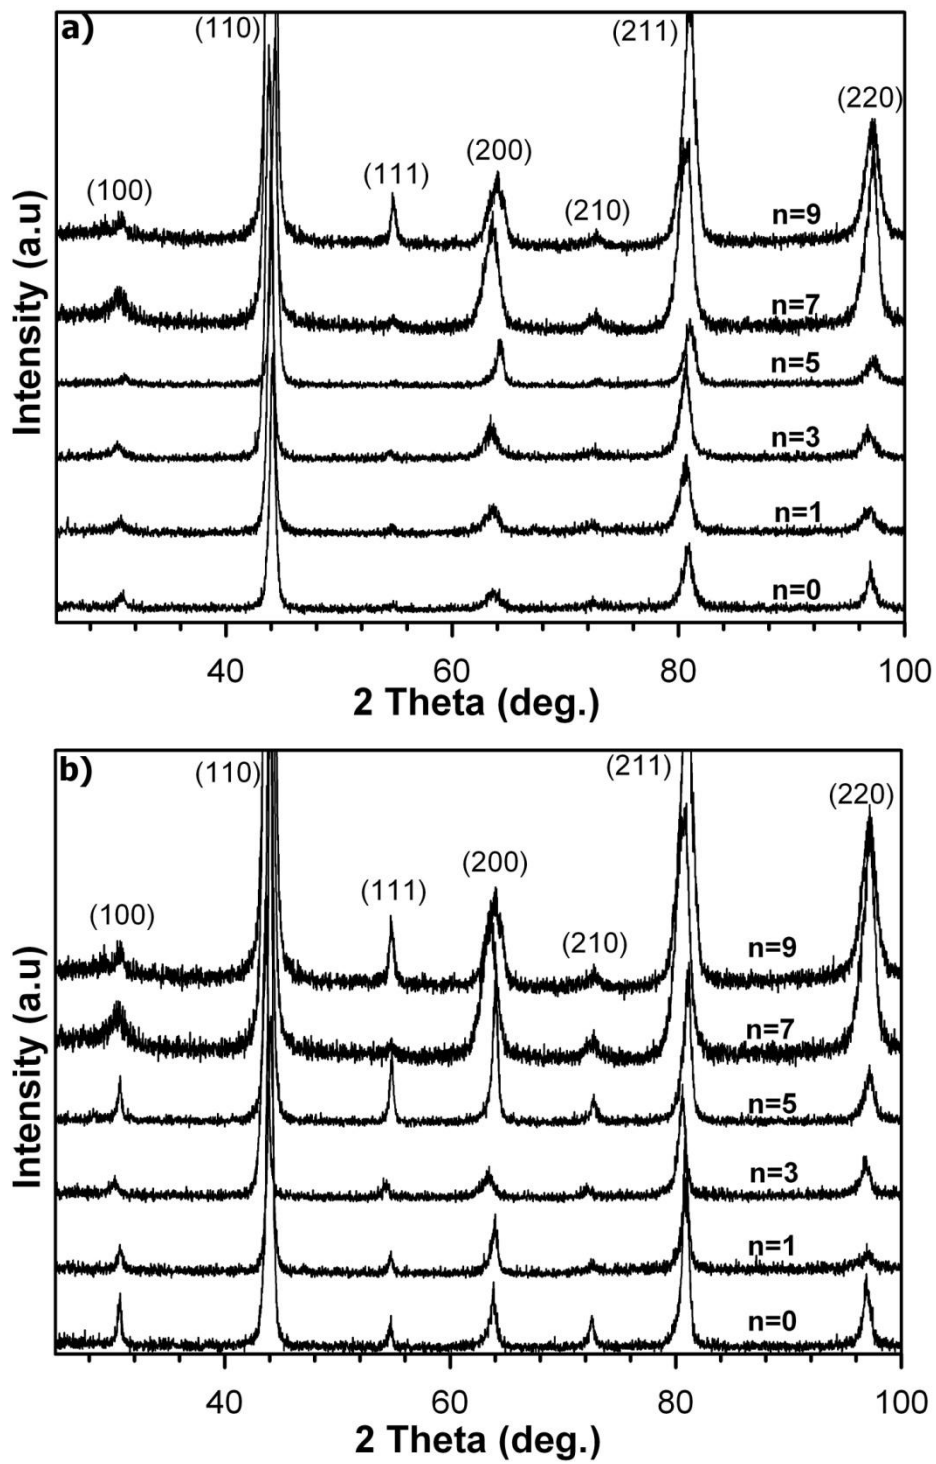 a)
(110)
(211)
(220)
(200)
(111)
(100)
(210)
n=9
n=7
n=5
n=3
n=1
n=0
Intensity (a.u)
40 60 80 100
2 Theta (deg.)
b)
(110)
(211)
(220)
(200)
(111)
(100)
(210)
n=9
n=7
n=5
n=3
n=1
n=0
Intensity (a.u)
40 60 80 100
2 Theta (deg.)